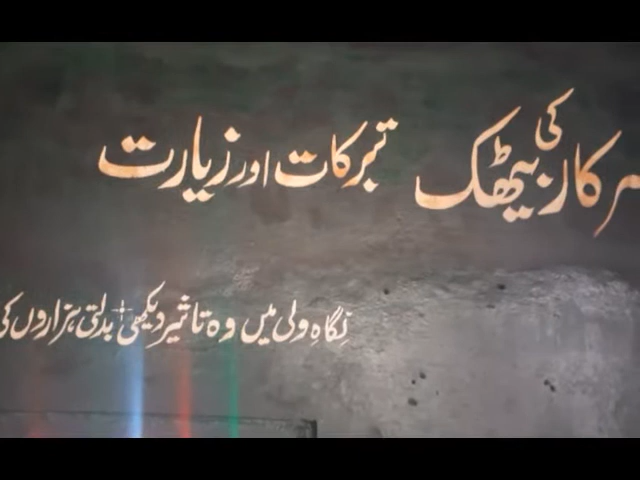 سرکار کی بیٹھک تبرکات اور زیارت
نگاہِ ولی میں وہ تاثیر دیکھی + بدلتی ہزاروں کی